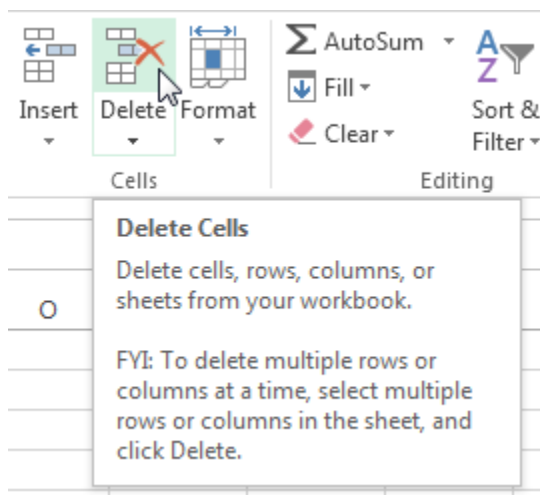 Insert
Delete
Format
AutoSum
Fill
Clear
A
Z
Sort &
Filter
Cells
Editing
O
Delete Cells
Delete cells, rows, columns, or
sheets from your workbook.
FYI: To delete multiple rows or
columns at a time, select multiple
rows or columns in the sheet, and
click Delete.